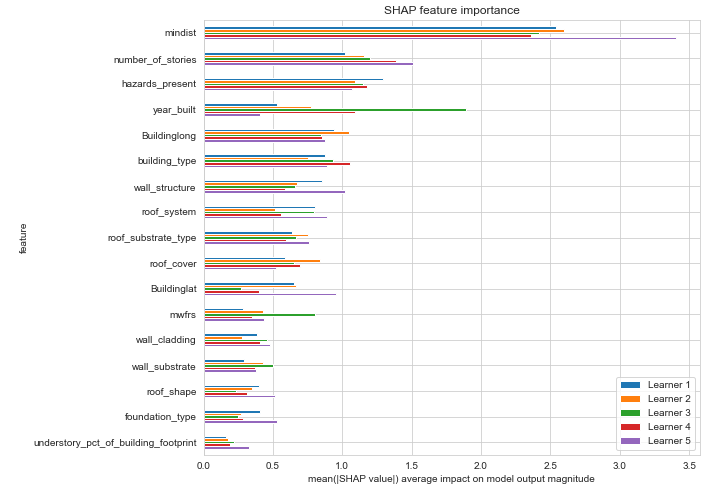 SHAP feature importance
feature
mindist
number_of_stories
hazards_present
year_built
Buildinglong
building_type
wall_structure
roof_system
roof_substrate_type
roof_cover
Buildinglat
mwfrs
wall_cladding
wall_substrate
roof_shape
foundation_type
understory_pct_of_building_footprint
Learner 1
Learner 2
Learner 3
Learner 4
Learner 5
0.0 0.5 1.0 1.5 2.0 2.5 3.0 3.5
mean(|SHAP value|) average impact on model output magnitude